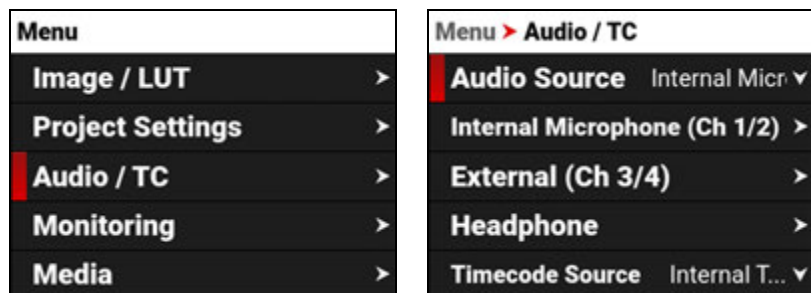 Menu
Image / LUT
Project Settings
Audio / TC
Monitoring
Media
Menu > Audio / TC
Audio Source Internal Micr
Internal Microphone (Ch 1/2)
External (Ch 3/4)
Headphone
Timecode Source Internal T...